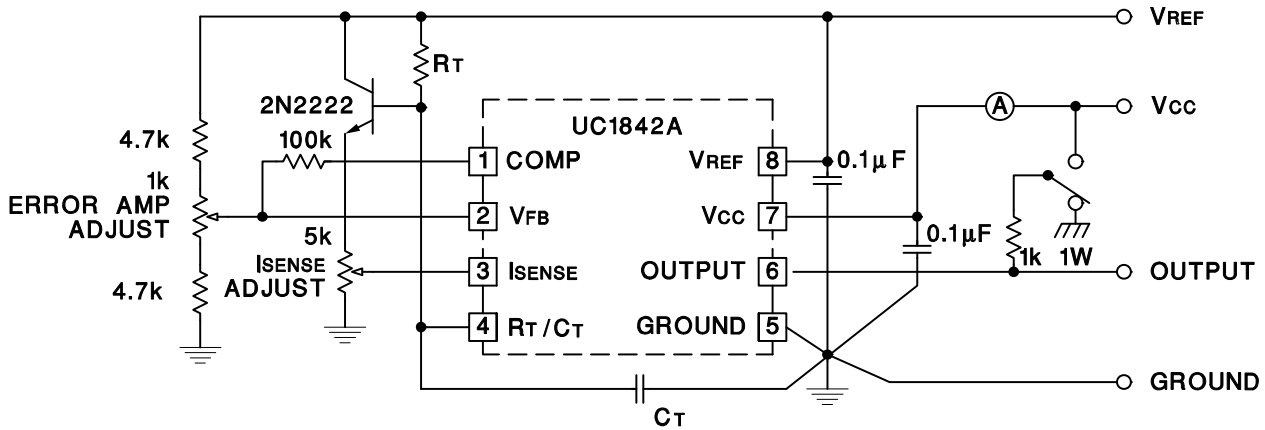 VREF
RT
A
VCC
2N2222
UC1842A
4.7k
100k
1 COMP
VREF 8
0.1µF
1k
ERROR AMP
ADJUST
2 VFB
VCC 7
0.1µF
5k
ISENSE
ADJUST
3 ISENSE
OUTPUT 6
1k 1W
OUTPUT
4.7k
4 RT/CT
GROUND 5
CT
GROUND